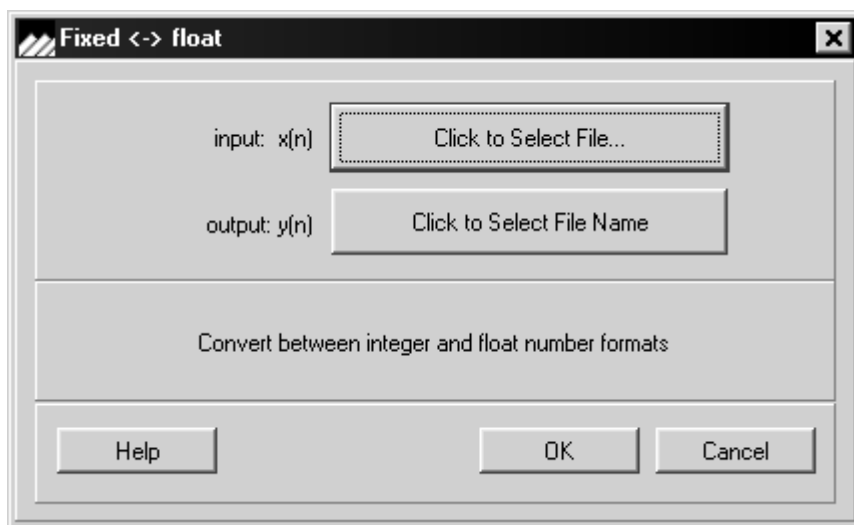 Fixed <-> float
input: x(n) Click to Select File...
output: y(n) Click to Select File Name
Convert between integer and float number formats
Help OK Cancel